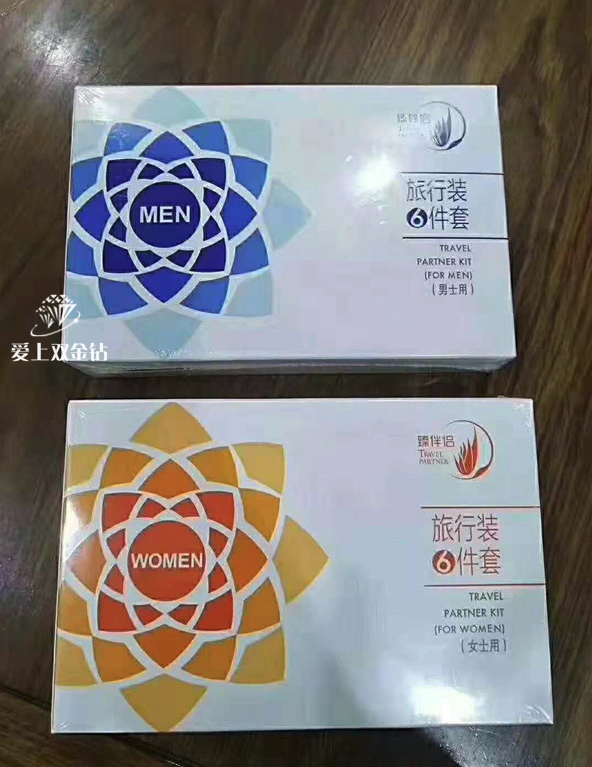 臻伴侣
TRAVEL
PARTNER
旅行装
6件套
MEN
TRAVEL
PARTNER KIT
(FOR MEN)
(男士用)
爱上双金钻
臻伴侣
TRAVEL
PARTNER
旅行装
6件套
WOMEN
TRAVEL
PARTNER KIT
(FOR WOMEN)
(女士用)